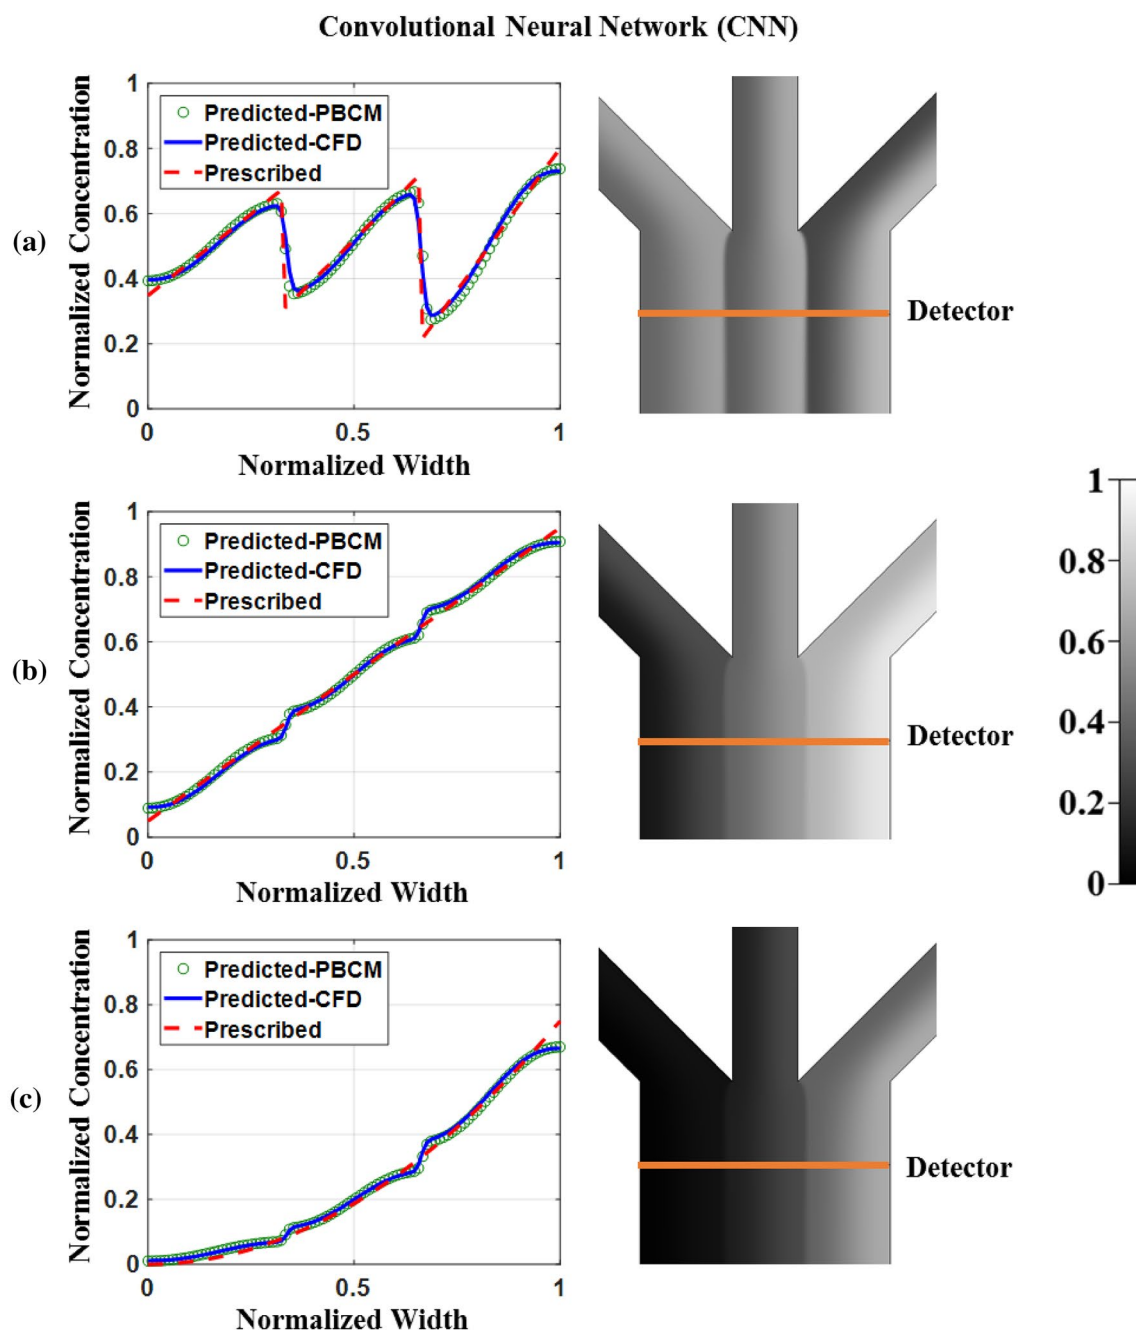 Convolutional Neural Network (CNN)
(a)
Normalized Concentration
1
0.8
0.6
0.4
0.2
0
Predicted-PBCM
Predicted-CFD
Prescribed
0
0.5
1
Normalized Width
Detector
(b)
Normalized Concentration
1
0.8
0.6
0.4
0.2
0
Predicted-PBCM
Predicted-CFD
Prescribed
0
0.5
1
Normalized Width
Detector
1
0.8
0.6
0.4
0.2
0
(c)
Normalized Concentration
1
0.8
0.6
0.4
0.2
0
Predicted-PBCM
Predicted-CFD
Prescribed
0
0.5
1
Normalized Width
Detector